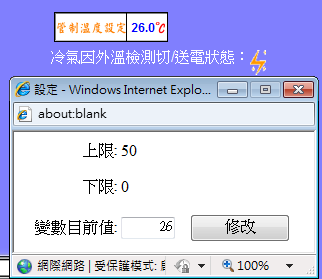 管制溫度設定 26.0°C
冷氣因外溫檢測切/送電狀態：
設定 - Windows Internet Explo...
about:blank
上限: 50
下限: 0
變數目前值: 26 修改
網際網路 | 受保護模式: 100%